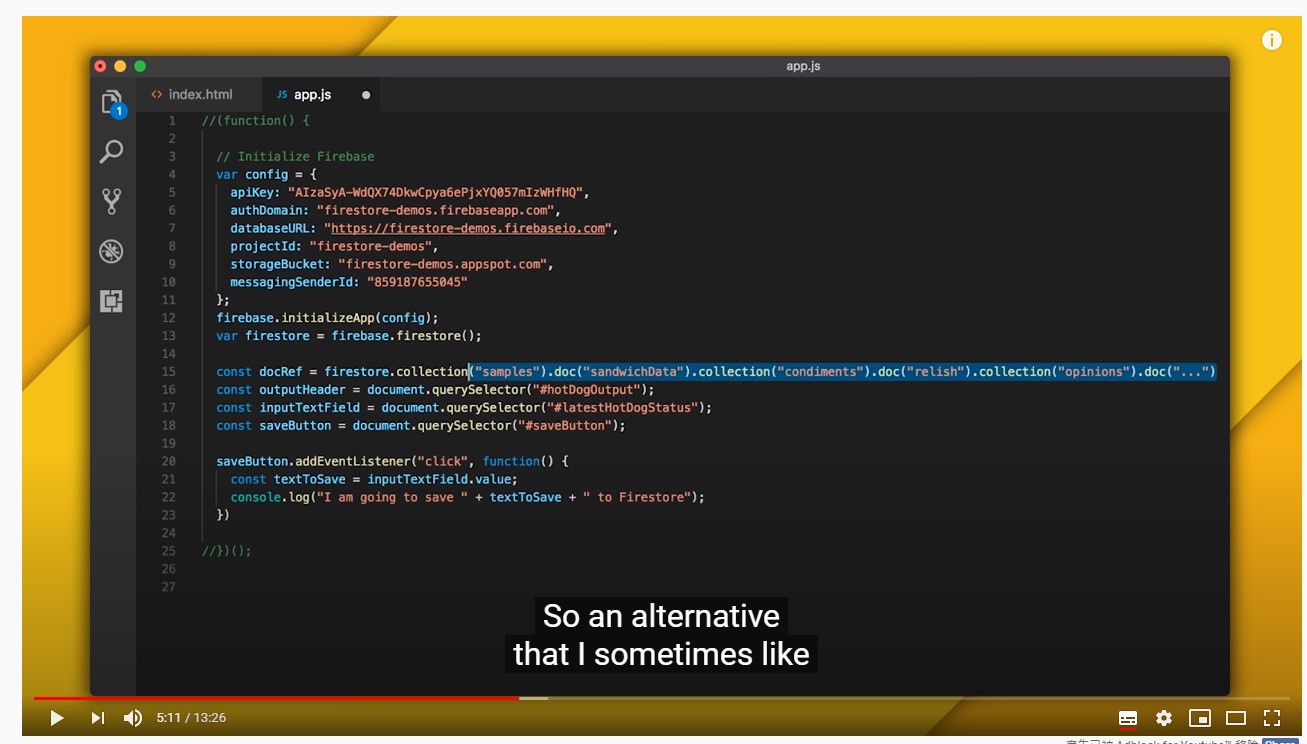 app.js
<> index.html
JS app.js
1
1 //(function() {
2
3 // Initialize Firebase
4 var config = {
5 apiKey: "AIzaSyA-WdQX74DkwCpya6ePjxYQ057mIzWHfHQ",
6 authDomain: "firestore-demos.firebaseapp.com",
7 databaseURL: "https://firestore-demos.firebaseio.com",
8 projectId: "firestore-demos",
9 storageBucket: "firestore-demos.appspot.com",
10 messagingSenderId: "859187655045"
11 };
12 firebase.initializeApp(config);
13 var firestore = firebase.firestore();
14
15 const docRef = firestore.collection("samples").doc("sandwichData").collection("condiments").doc("relish").collection("opinions").doc("...")
16 const outputHeader = document.querySelector("#hotDogOutput");
17 const inputTextField = document.querySelector("#latestHotDogStatus");
18 const saveButton = document.querySelector("#saveButton");
19
20 saveButton.addEventListener("click", function() {
21 const textToSave = inputTextField.value;
22 console.log("I am going to save " + textToSave + " to Firestore");
23 })
24
25 //})();
26
27
So an alternative
that I sometimes like
5:11 / 13:26